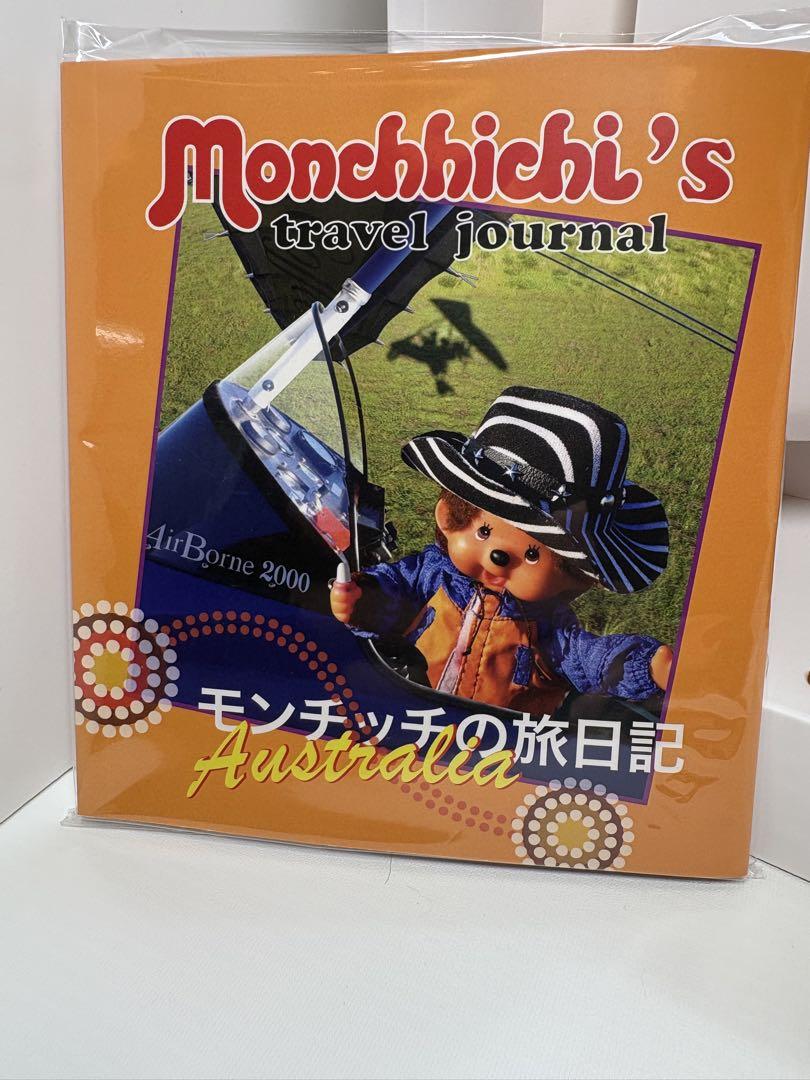 Monchhichi's
travel journal
AirBorne 2000
モンチッチの旅日記
Australia